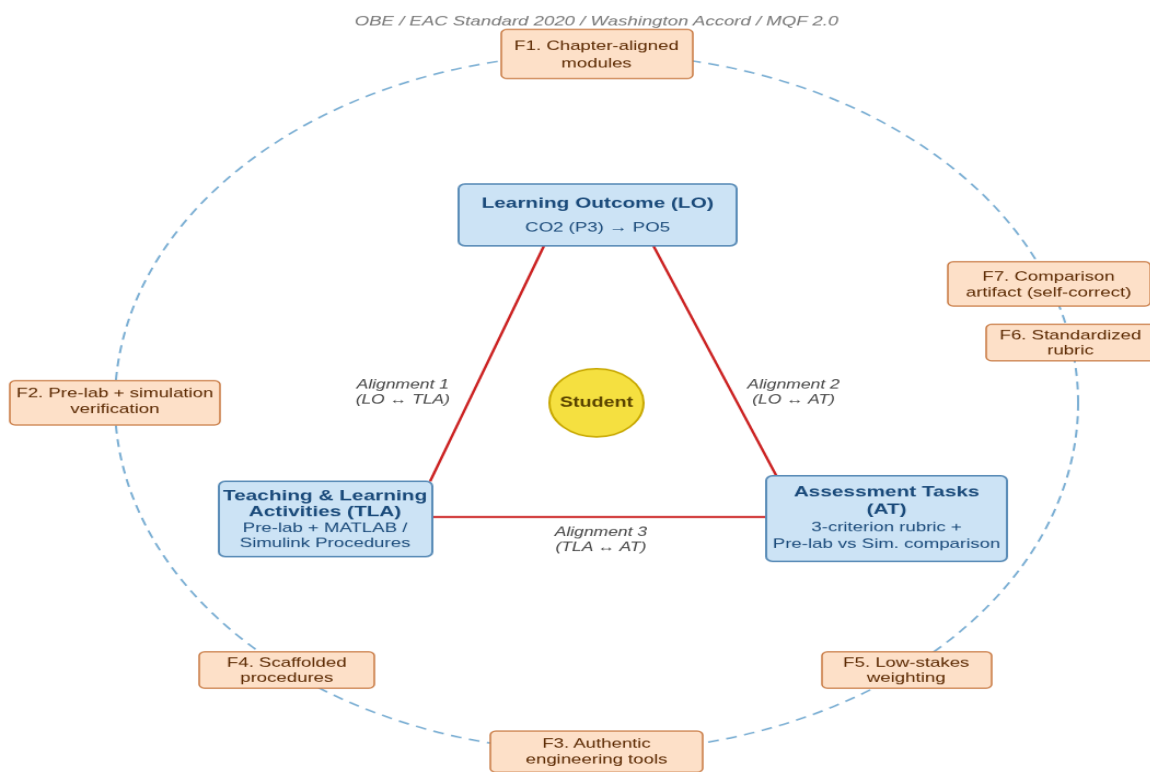 OBE / EAC Standard 2020 / Washington Accord / MQF 2.0
F1. Chapter-aligned
modules
Learning Outcome (LO)
CO2 (P3) → PO5
F7. Comparison
artifact (self-correct)
F6. Standardized
rubric
Alignment 1
(LO ↔ TLA)
Alignment 2
(LO ↔ AT)
Student
F2. Pre-lab + simulation
verification
Teaching & Learning
Activities (TLA)
Pre-lab + MATLAB /
Simulink Procedures
Alignment 3
(TLA ↔ AT)
Assessment Tasks
(AT)
3-criterion rubric +
Pre-lab vs Sim. comparison
F4. Scaffolded
procedures
F5. Low-stakes
weighting
F3. Authentic
engineering tools